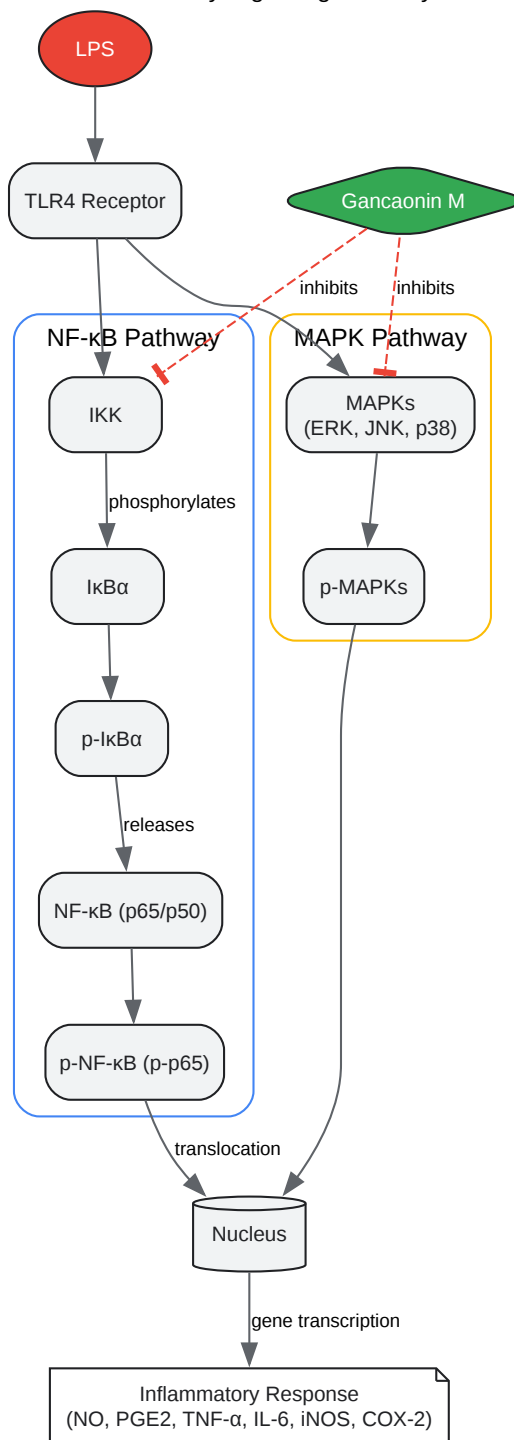 LPS
TLR4 Receptor
Gancaonin M
inhibits
inhibits
NF-κB Pathway
MAPK Pathway
IKK
MAPKs
(ERK, JNK, p38)
phosphorylates
IκBα
p-MAPKs
p-IκBα
releases
NF-κB (p65/p50)
p-NF-κB (p-p65)
translocation
Nucleus
gene transcription
Inflammatory Response
(NO, PGE2, TNF-α, IL-6, iNOS, COX-2)